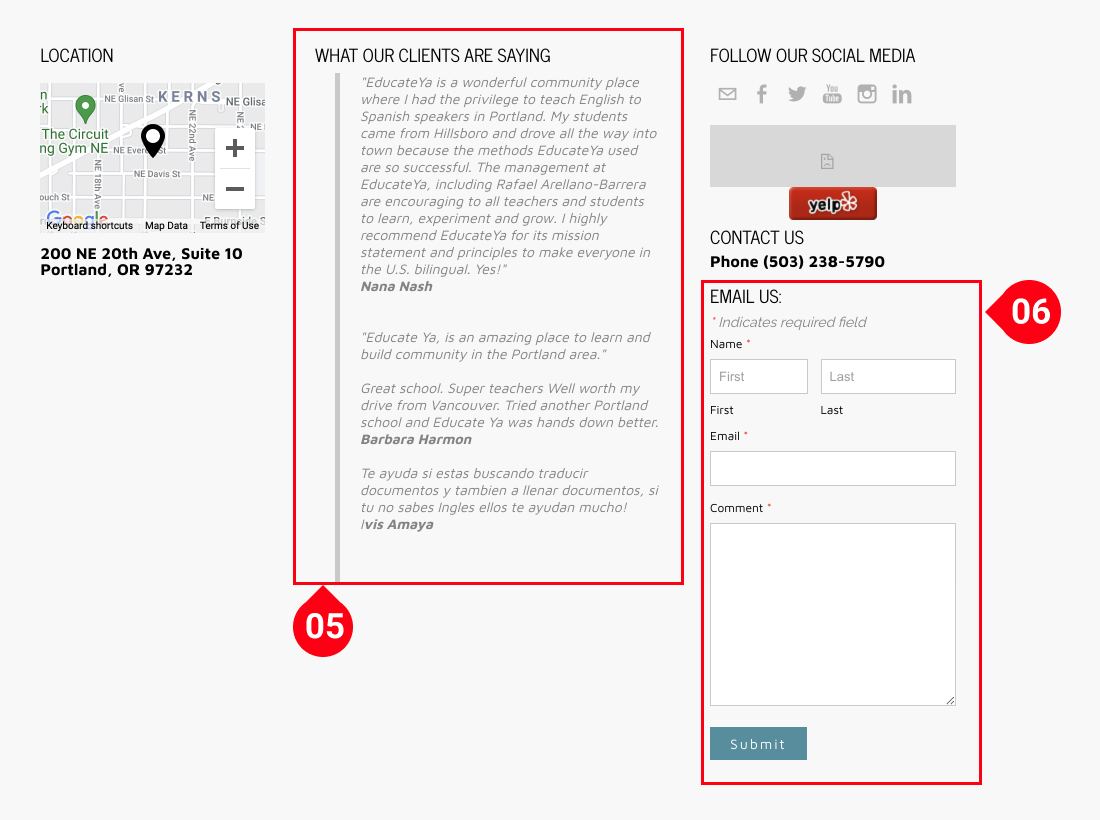 LOCATION
NE Glisan St
KERNS
NE Glisa
The Circuit
ng Gym NE
NE 22nd Ave
NE Everett
NE Davis St
NE 18th Ave
ouch St
NE
Google
E Burnside St
Keyboard shortcuts
Map Data
Terms of Use
200 NE 20th Ave, Suite 10
Portland, OR 97232
WHAT OUR CLIENTS ARE SAYING
"EducateYa is a wonderful community place
where I had the privilege to teach English to
Spanish speakers in Portland. My students
came from Hillsboro and drove all the way into
town because the methods EducateYa used
are so successful. The management at
EducateYa, including Rafael Arellano-Barrera
are encouraging to all teachers and students
to learn, experiment and grow. I highly
recommend EducateYa for its mission
statement and principles to make everyone in
the U.S. bilingual. Yes!"
Nana Nash
"Educate Ya, is an amazing place to learn and
build community in the Portland area."
Great school. Super teachers Well worth my
drive from Vancouver. Tried another Portland
school and Educate Ya was hands down better.
Barbara Harmon
Te ayuda si estas buscando traducir
documentos y tambien a llenar documentos, si
tu no sabes Ingles ellos te ayudan mucho!
Ivis Amaya
05
FOLLOW OUR SOCIAL MEDIA
You
Tube
yelp
CONTACT US
Phone (503) 238-5790
EMAIL US:
* Indicates required field
Name *
First
Last
First
Last
Email *
Comment *
Submit
06